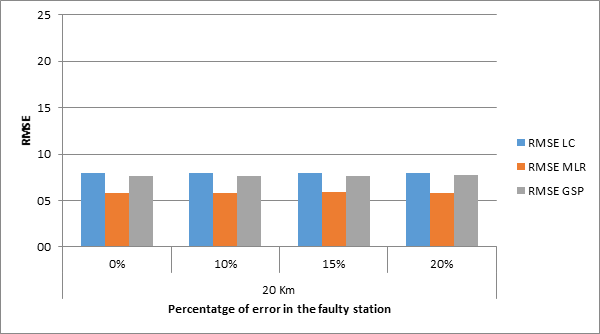 25
20
15
10
05
00
RMSE
0% 10% 15% 20%
20 Km
Percentatge of error in the faulty station
RMSE LC
RMSE MLR
RMSE GSP